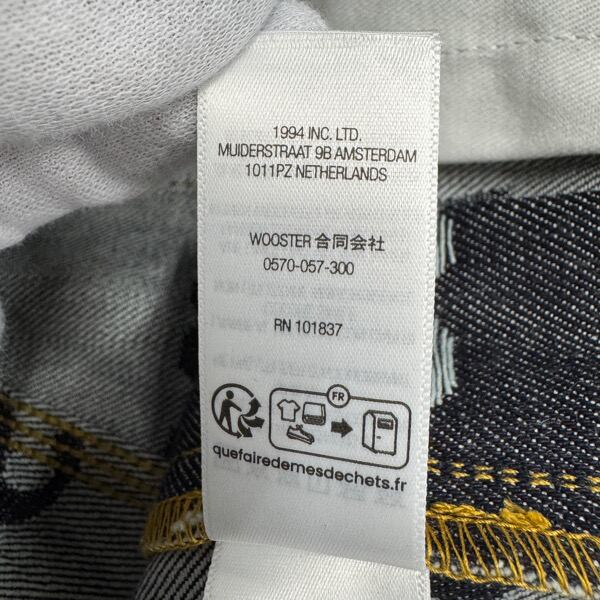 1994 INC. LTD.
MUIDERSTRAAT 9B AMSTERDAM
1011PZ NETHERLANDS
WOOSTER 合同会社
0570-057-300
RN 101837
FR
quefairedemesdechets.fr